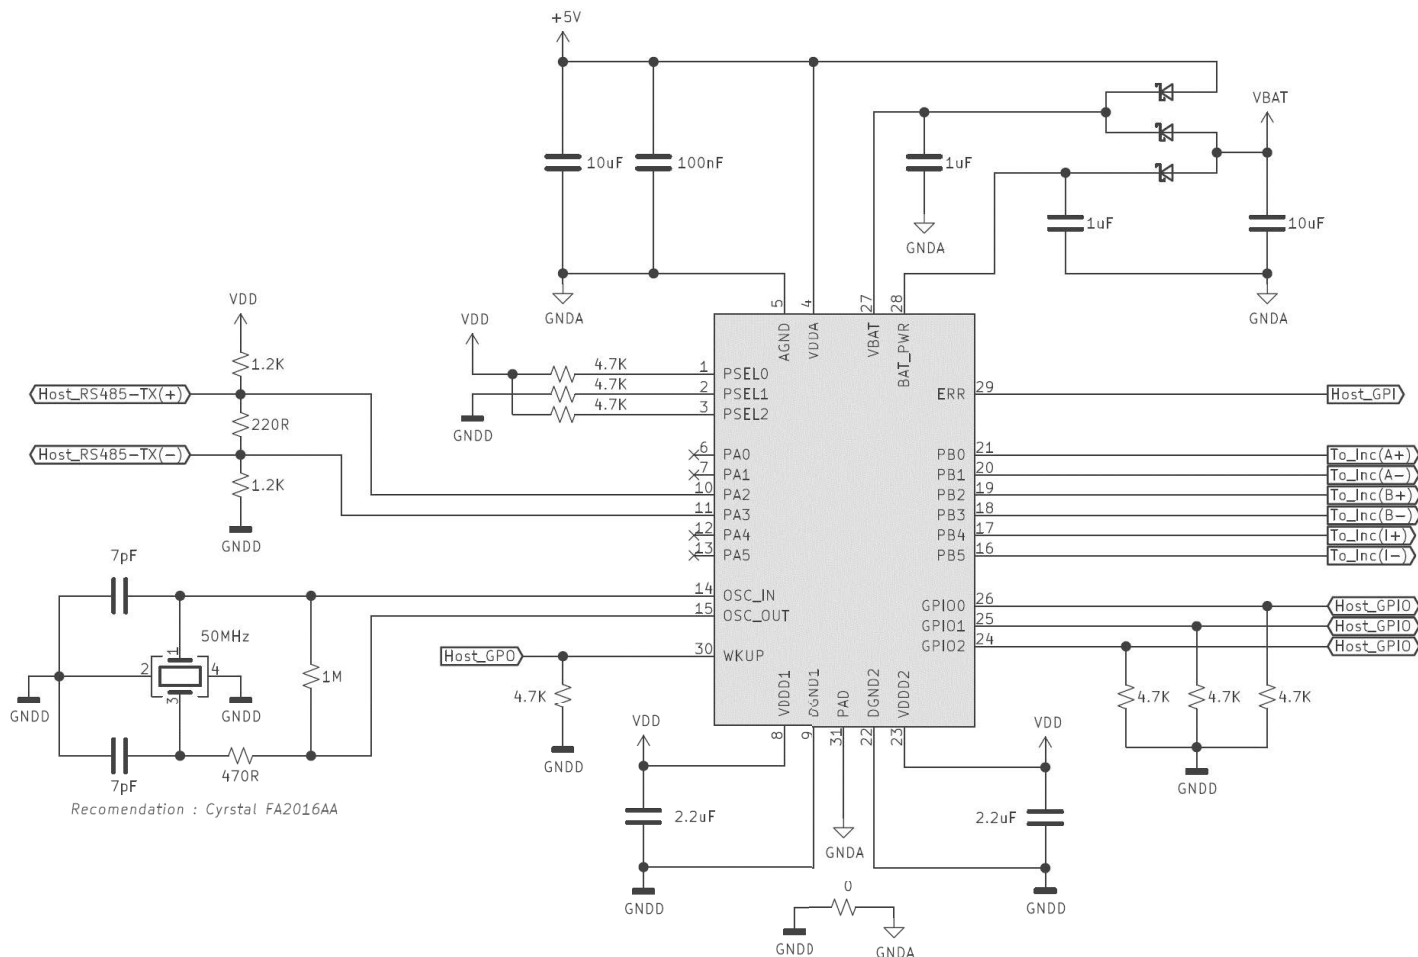 +5V
10uF
100nF
1uF
VBAT
1uF
10uF
GNDA
GNDA
GNDA
VDD
1.2K
Host_RS485-TX(+)
220R
Host_RS485-TX(-)
1.2K
GNDD
VDD
4.7K
4.7K
4.7K
GNDD
5
4
27
28
AGND
VDDA
VBAT
BAT_PWR
1 PSEL0
2 PSEL1
3 PSEL2
6 PA0
7 PA1
10 PA2
11 PA3
12 PA4
13 PA5
14 OSC_IN
15 OSC_OUT
30 WKUP
ERR 29
Host_GPI
PB0 21
To_Inc(A+)
PB1 20
To_Inc(A-)
PB2 19
To_Inc(B+)
PB3 18
To_Inc(B-)
PB4 17
To_Inc(I+)
PB5 16
To_Inc(I-)
GPIO0 26
Host_GPIO
GPIO1 25
Host_GPIO
GPIO2 24
Host_GPIO
4.7K
4.7K
4.7K
GNDD
VDDD1
DGND1
PAD
DGND2
VDDD2
8
9
31
22
23
7pF
50MHz
1
2
4
3
1M
GNDD
GNDD
7pF
470R
Recomendation : Cyrstal FA2016AA
Host_GPO
4.7K
GNDD
VDD
2.2uF
GNDD
GNDA
VDD
2.2uF
GNDD
0
GNDD
GNDA